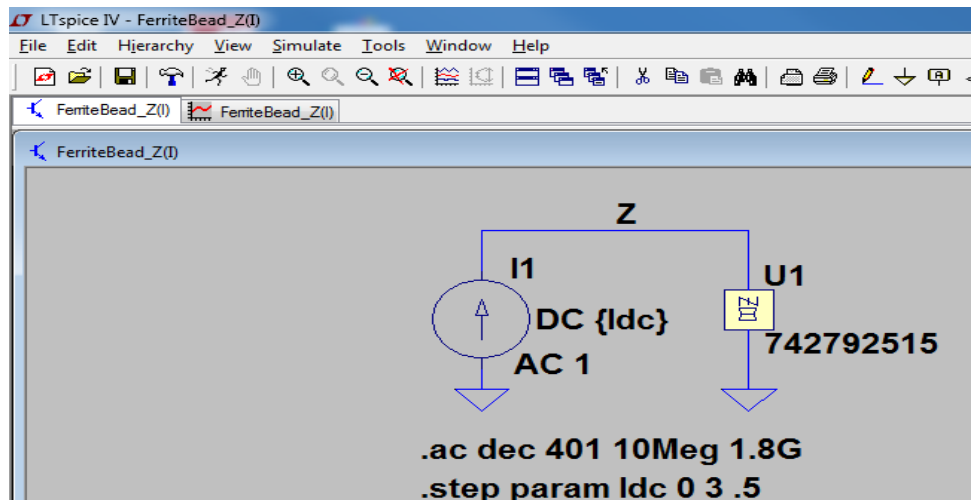 LTspice IV - FerriteBead_Z(I)
File Edit Hierarchy View Simulate Tools Window Help
FerriteBead_Z(I) FerriteBead_Z(I)
FerriteBead_Z(I)
Z
I1
U1
DC {Idc}
742792515
AC 1
.ac dec 401 10Meg 1.8G
.step param Idc 0 3 .5